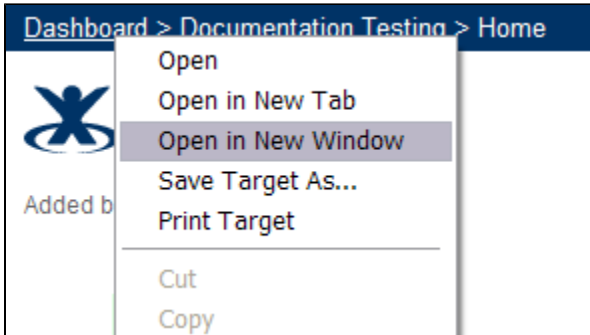 Dashboard > Documentation Testing > Home
Open
Open in New Tab
Open in New Window
Save Target As...
Print Target
Added b
Cut
Copy